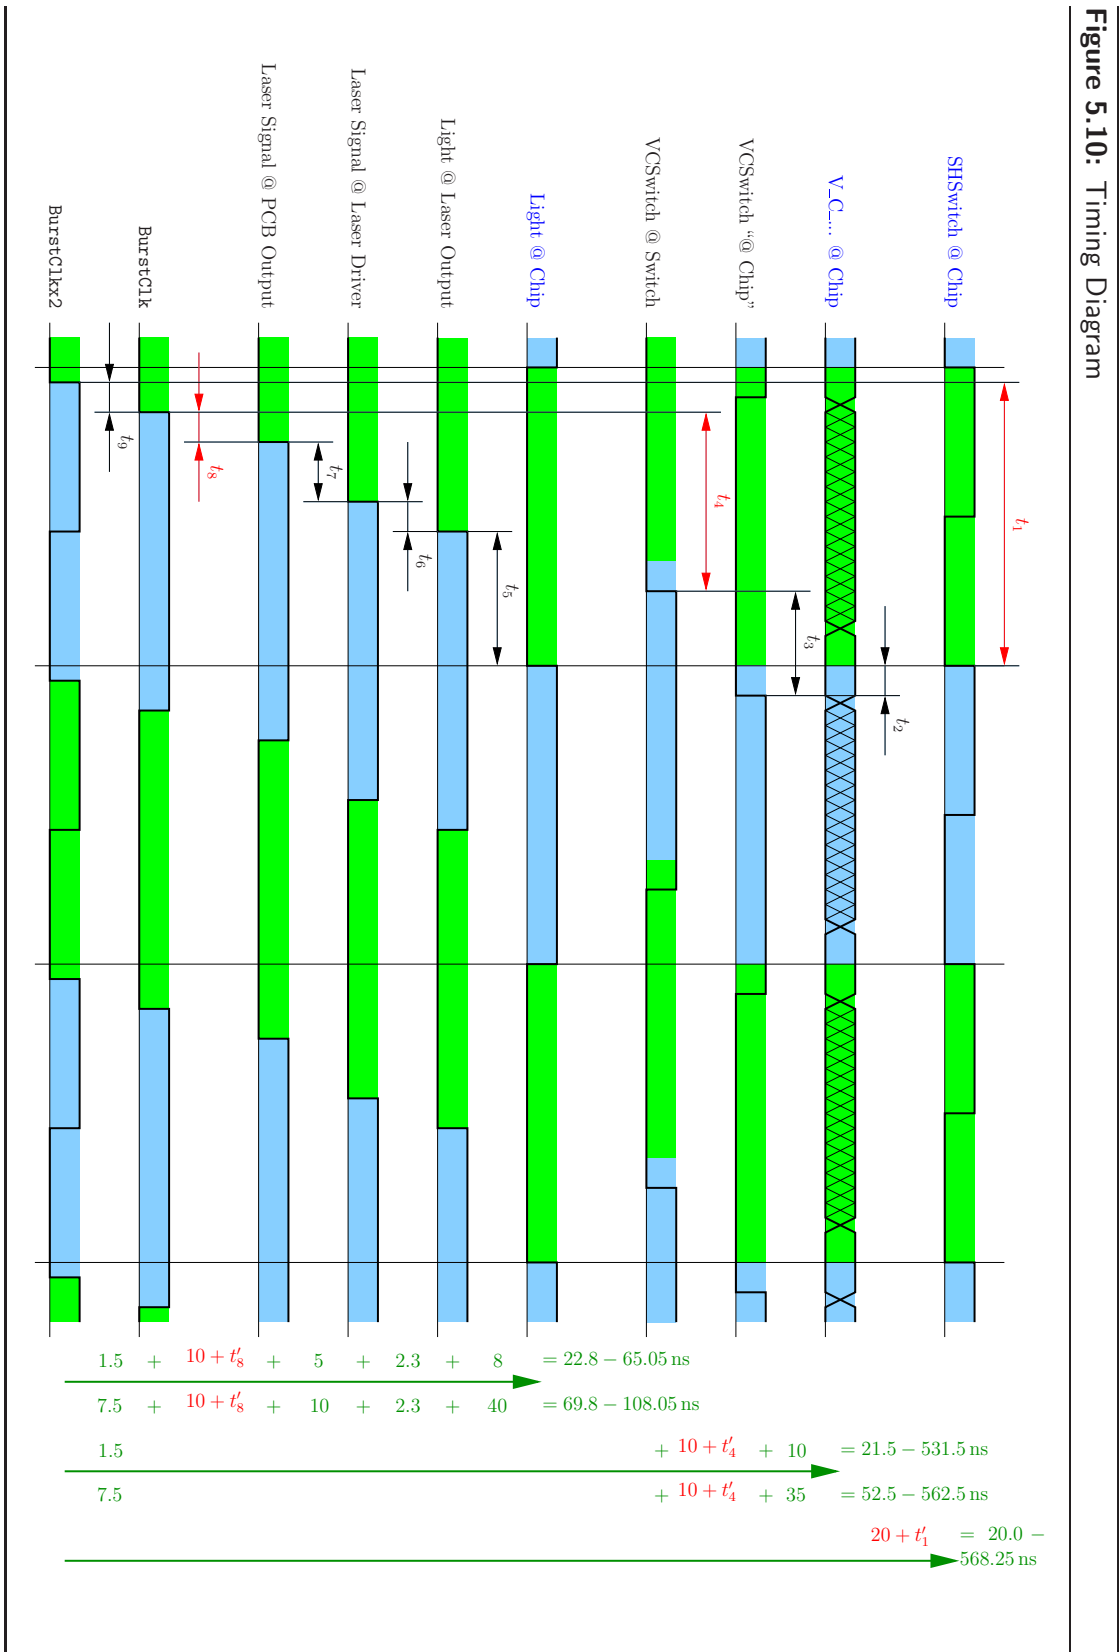 Figure 5.10: Timing Diagram
SHSwitch @ Chip
V_C_... @ Chip
VCSwitch “@ Chip”
VCSwitch @ Switch
Light @ Chip
Light @ Laser Output
Laser Signal @ Laser Driver
Laser Signal @ PCB Output
BurstClk
BurstClkx2
t1
t2
t3
t4
t5
t6
t7
t8
t9
1.5 + 10 + t′8 + 5 + 2.3 + 8 = 22.8 − 65.05 ns
7.5 + 10 + t′8 + 10 + 2.3 + 40 = 69.8 − 108.05 ns
1.5 + 10 + t′4 + 10 = 21.5 − 531.5 ns
7.5 + 10 + t′4 + 35 = 52.5 − 562.5 ns
20 + t′1 = 20.0 −
568.25 ns